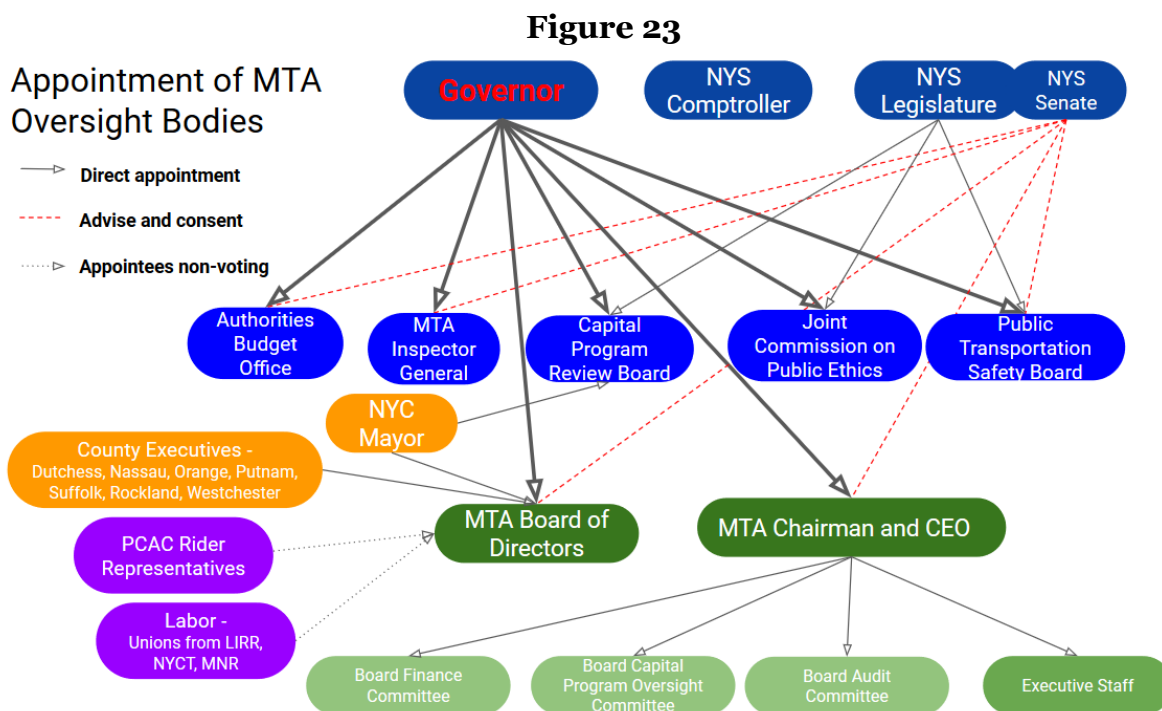 Figure 23
Appointment of MTA
Oversight Bodies
Direct appointment
Advise and consent
Appointees non-voting
Governor
NYS
Comptroller
NYS
Legislature
NYS
Senate
Authorities
Budget
Office
MTA
Inspector
General
Capital
Program
Review Board
Joint
Commission on
Public Ethics
Public
Transportation
Safety Board
NYC
Mayor
County Executives -
Dutchess, Nassau, Orange, Putnam,
Suffolk, Rockland, Westchester
MTA Board of
Directors
MTA Chairman and CEO
PCAC Rider
Representatives
Labor -
Unions from LIRR,
NYCT, MNR
Board Finance
Committee
Board Capital
Program Oversight
Committee
Board Audit
Committee
Executive Staff